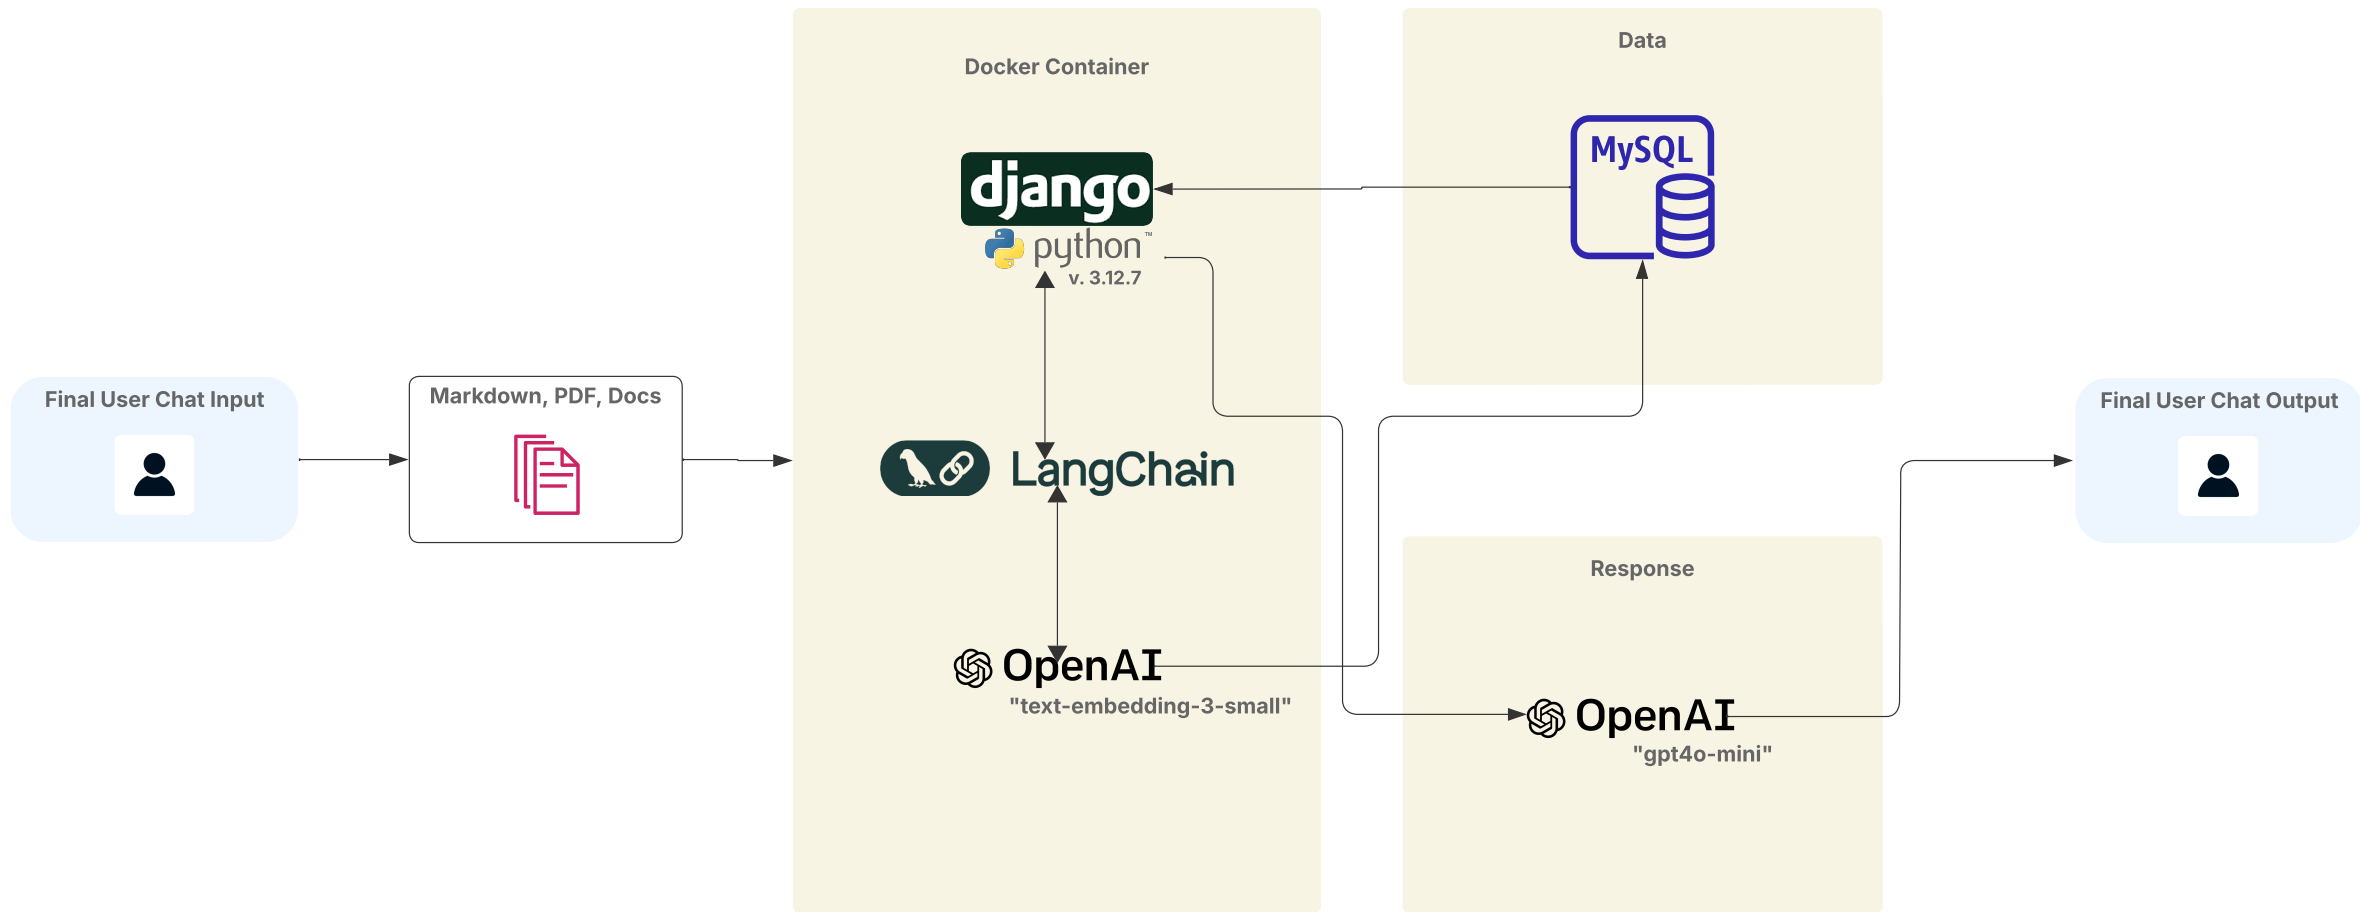 Final User Chat Input
Markdown, PDF, Docs
Docker Container
django
python™
v. 3.12.7
LangChain
OpenAI
"text-embedding-3-small"
Data
MySQL
Response
OpenAI
"gpt4o-mini"
Final User Chat Output